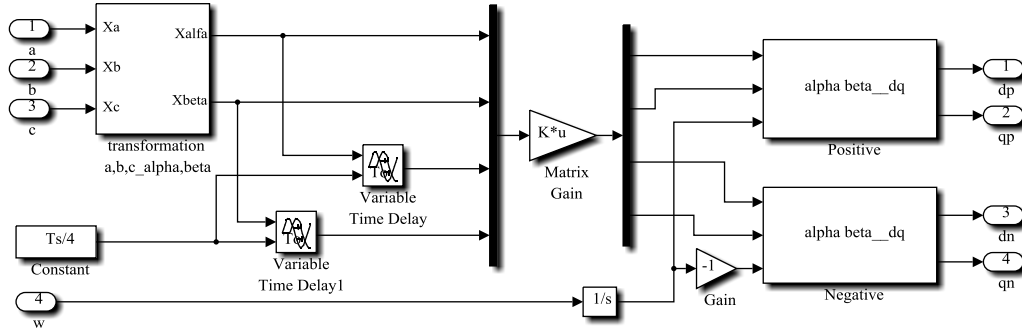 1
a
2
b
3
c
Xa
Xb
Xc
Xalfa
Xbeta
transformation
a,b,c_alpha,beta
To
Variable
Time Delay
To
Variable
Time Delay1
Ts/4
Constant
4
w
1/s
K*u
Matrix
Gain
-1
Gain
alpha beta__dq
Positive
alpha beta__dq
Negative
1
dp
2
qp
3
dn
4
qn